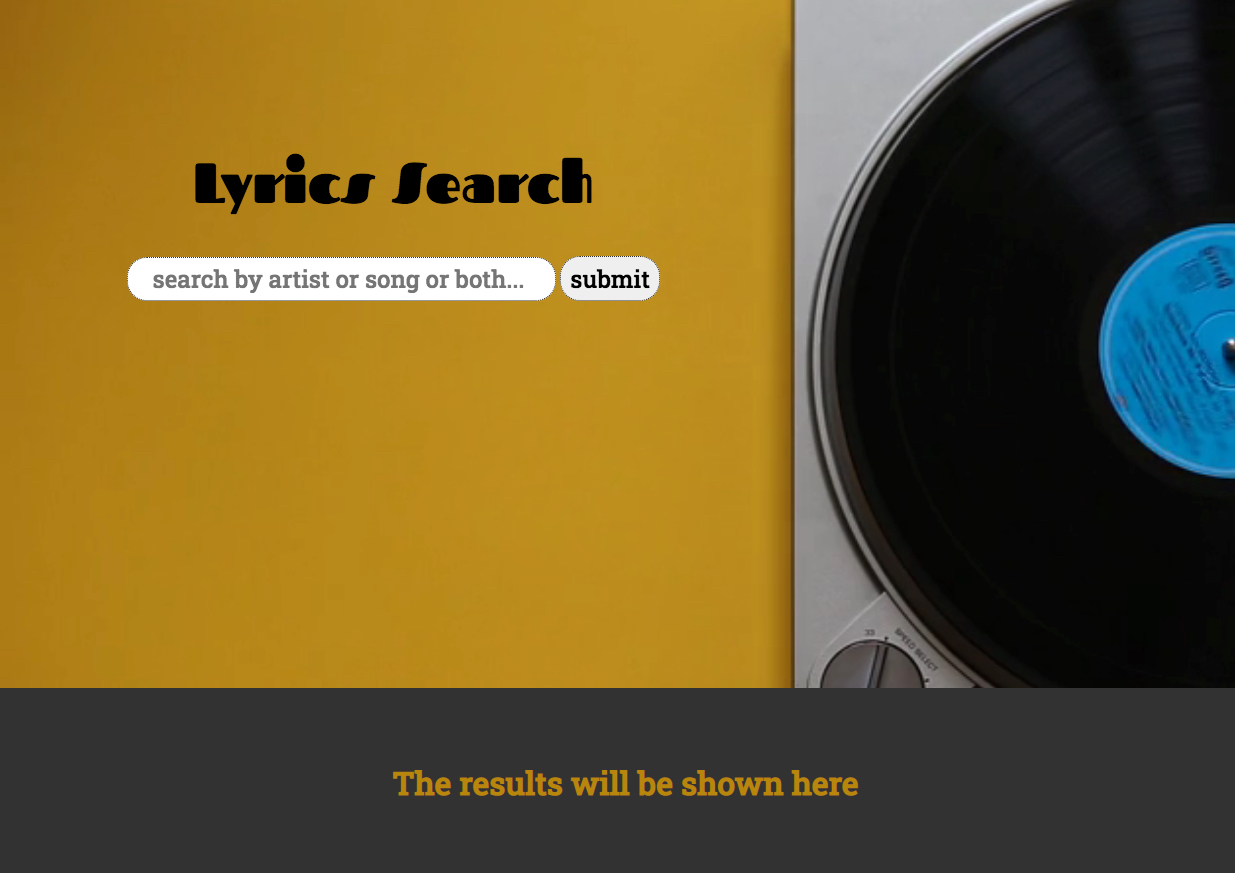 Lyrics Search
search by artist or song or both...
submit
33
SPEED SELECT
The results will be shown here